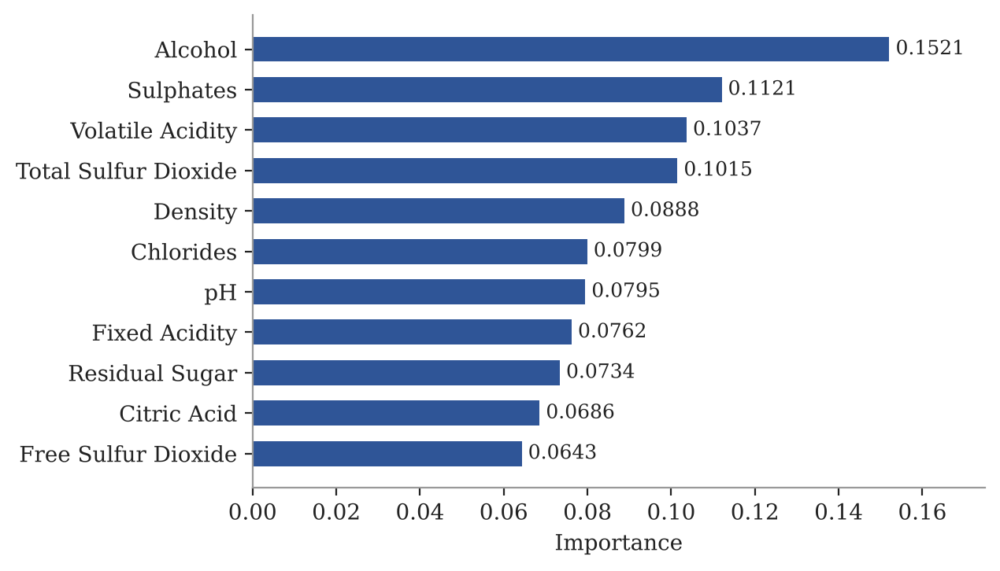 Alcohol 0.1521
Sulphates 0.1121
Volatile Acidity 0.1037
Total Sulfur Dioxide 0.1015
Density 0.0888
Chlorides 0.0799
pH 0.0795
Fixed Acidity 0.0762
Residual Sugar 0.0734
Citric Acid 0.0686
Free Sulfur Dioxide 0.0643
0.00 0.02 0.04 0.06 0.08 0.10 0.12 0.14 0.16
Importance